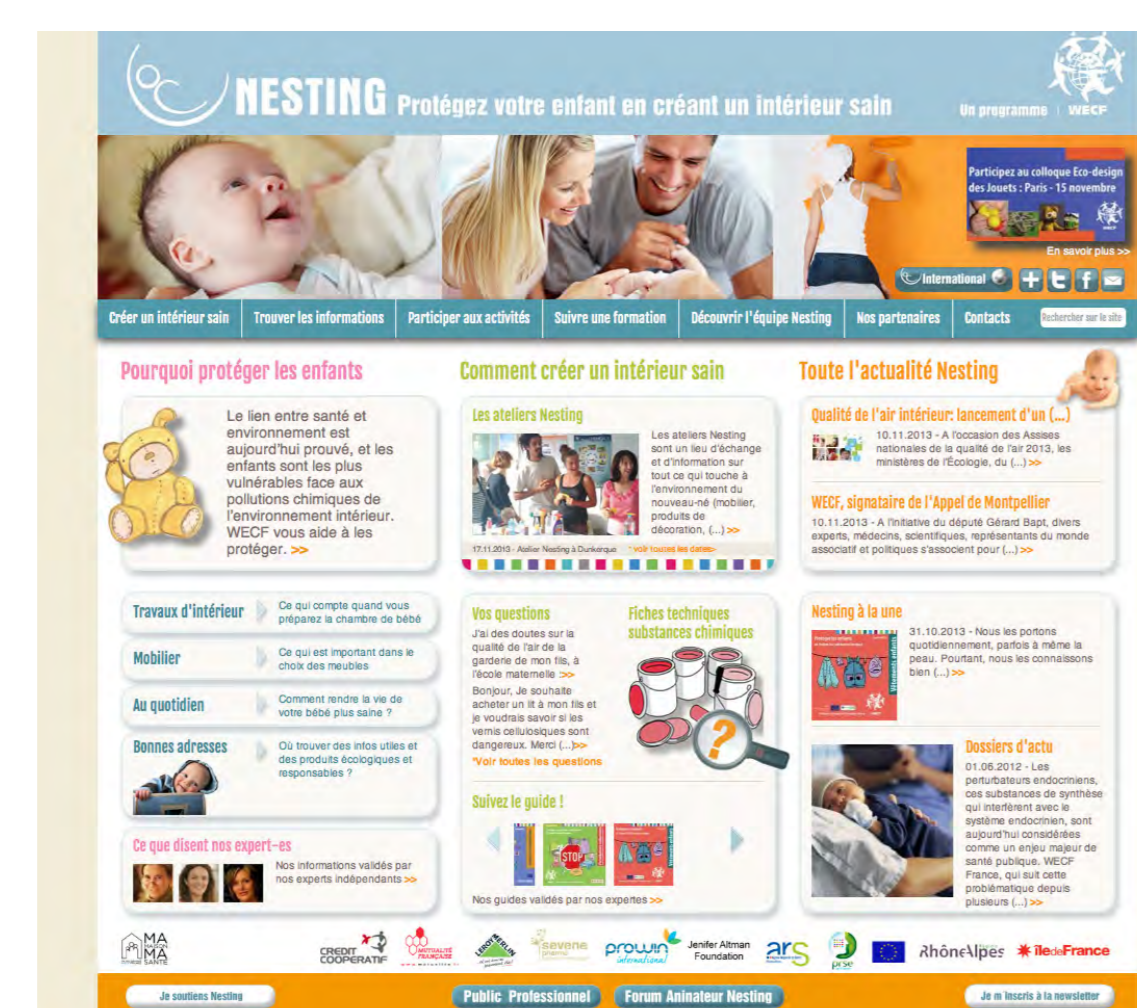 NESTING Protégez votre enfant en créant un intérieur sain
Un programme | WECF
Participez au colloque Eco-design
des Jouets : Paris - 15 novembre
WECF
En savoir plus >>
International
Créer un intérieur sain
Trouver les informations
Participer aux activités
Suivre une formation
Découvrir l'équipe Nesting
Nos partenaires
Contacts
Rechercher sur le site
Pourquoi protéger les enfants
Le lien entre santé et
environnement est
aujourd'hui prouvé, et les
enfants sont les plus
vulnérables face aux
pollutions chimiques de
l'environnement intérieur.
WECF vous aide à les
protéger. >>
Travaux d'intérieur
Ce qui compte quand vous
préparez la chambre de bébé
Mobilier
Ce qui est important dans le
choix des meubles
Au quotidien
Comment rendre la vie de
votre bébé plus saine ?
Bonnes adresses
Où trouver des infos utiles et
des produits écologiques et
responsables ?
Ce que disent nos expert-es
Nos informations validés par
nos experts indépendants >>
Comment créer un intérieur sain
Les ateliers Nesting
Les ateliers Nesting
sont un lieu d'échange
et d'information sur
tout ce qui touche à
l'environnement du
nouveau-né (mobilier,
produits de
décoration, (...) >>
17.11.2013 - Atelier Nesting à Dunkerque
* voir toutes les dates>
Vos questions
J'ai des doutes sur la
qualité de l'air de la
garderie de mon fils, à
l'école maternelle >>
Bonjour, Je souhaite
acheter un lit à mon fils et
je voudrais savoir si les
vernis cellulosiques sont
dangereux. Merci (...)>>
*Voir toutes les questions
Fiches techniques
substances chimiques
?
Suivez le guide !
STOP
Nos guides validés par nos expertes >>
Toute l'actualité Nesting
Qualité de l'air intérieur: lancement d'un (...)
10.11.2013 - A l'occasion des Assises
nationales de la qualité de l'air 2013, les
ministères de l'Écologie, du (...) >>
WECF, signataire de l'Appel de Montpellier
10.11.2013 - A l'initiative du député Gérard Bapt, divers
experts, médecins, scientifiques, représentants du monde
associatif et politiques s'associent pour (...) >>
Nesting à la une
Vêtements enfants
31.10.2013 - Nous les portons
quotidiennement, parfois à même la
peau. Pourtant, nous les connaissons
bien (...) >>
Dossiers d'actu
01.06.2012 - Les
perturbateurs endocriniens,
ces substances de synthèse
qui interfèrent avec le
système endocrinien, sont
aujourd'hui considérées
comme un enjeu majeur de
santé publique. WECF
France, qui suit cette
problématique depuis
plusieurs (...) >>
MA
MAISON
MA
SANTÉ
CREDIT
COOPERATIF
MUTUALITÉ
FRANÇAISE
LEROY MERLIN
sevene
pharma
prowin
international
Jenifer Altman
Foundation
ars
prse
RhôneAlpes
îledeFrance
Je soutiens Nesting
Public Professionnel
Forum Aninateur Nesting
Je m'inscris à la newsletter